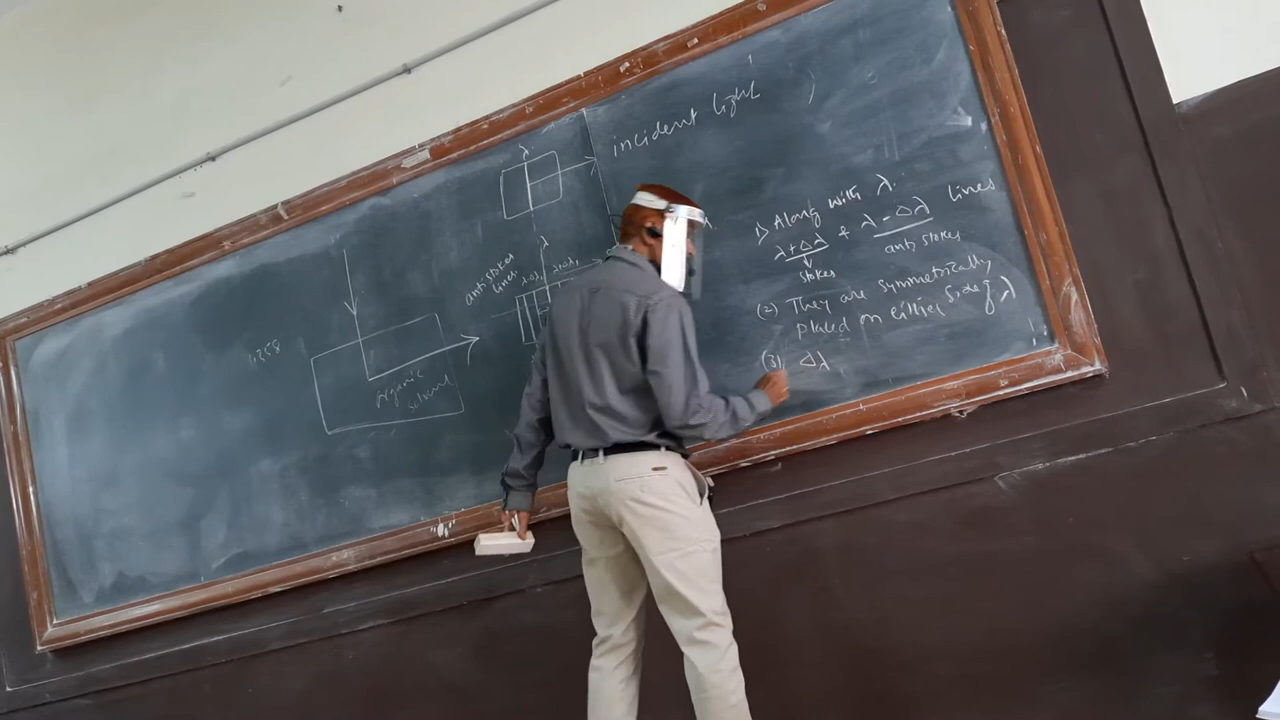 incident light
λ
λ
anti stokes
lines
4358
organic
solvent
1) Along with λ.
λ+Δλ & λ-Δλ lines
stokes
anti stokes
(2) They are symmetrically
placed on either side of λ
(3) Δλ